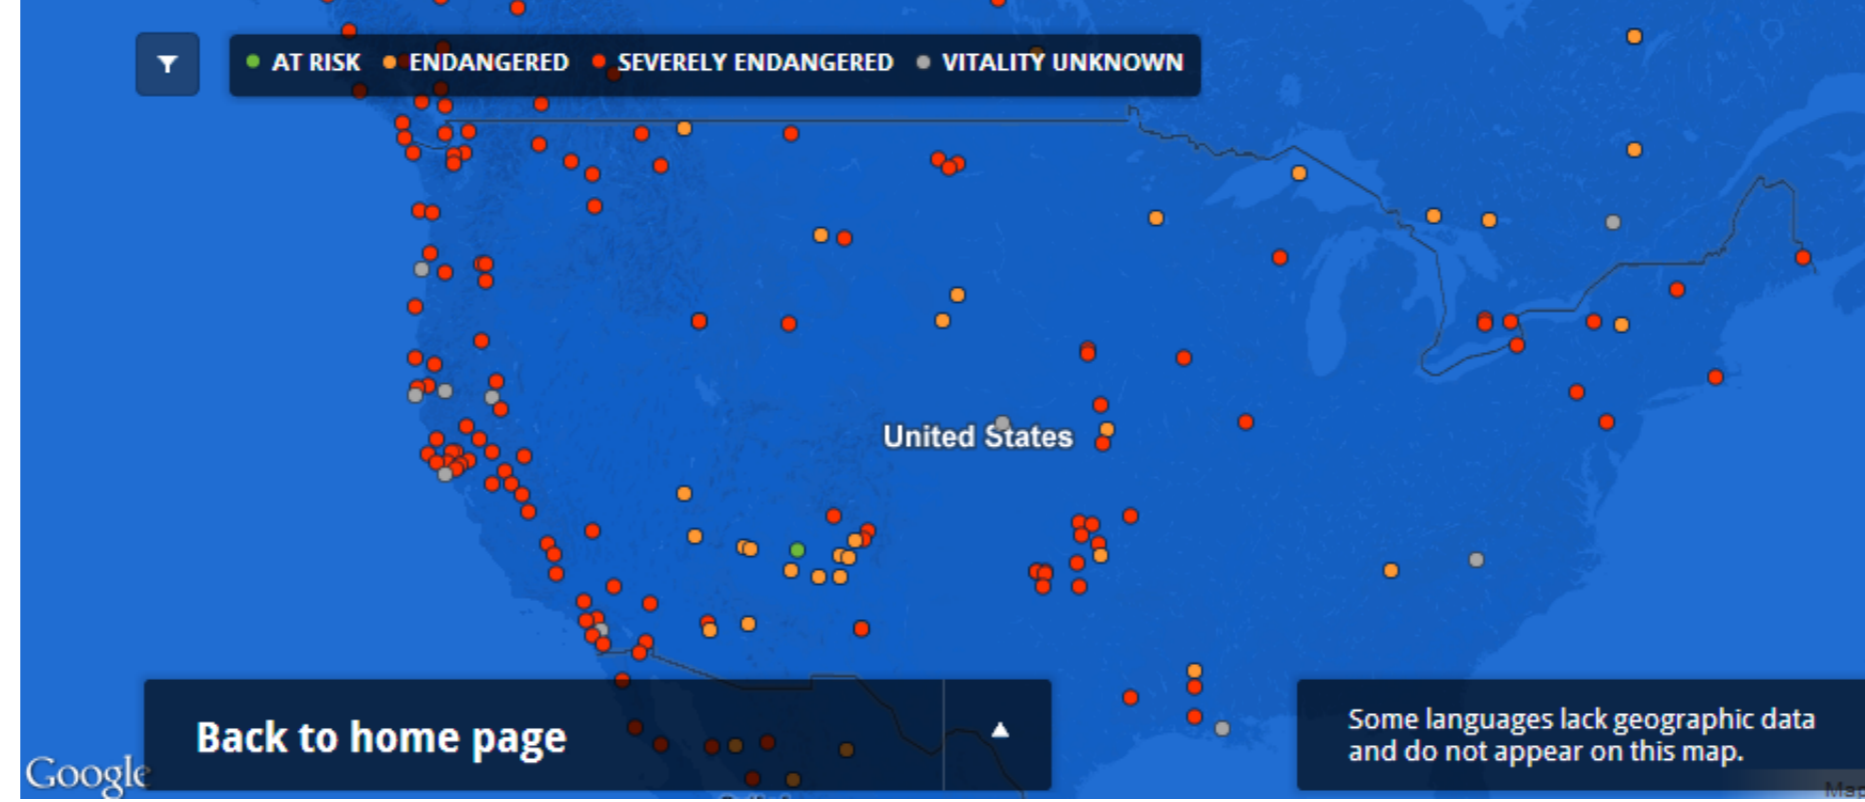 AT RISK ENDANGERED SEVERELY ENDANGERED VITALITY UNKNOWN
United States
Back to home page
Some languages lack geographic data
and do not appear on this map.
Google
Map